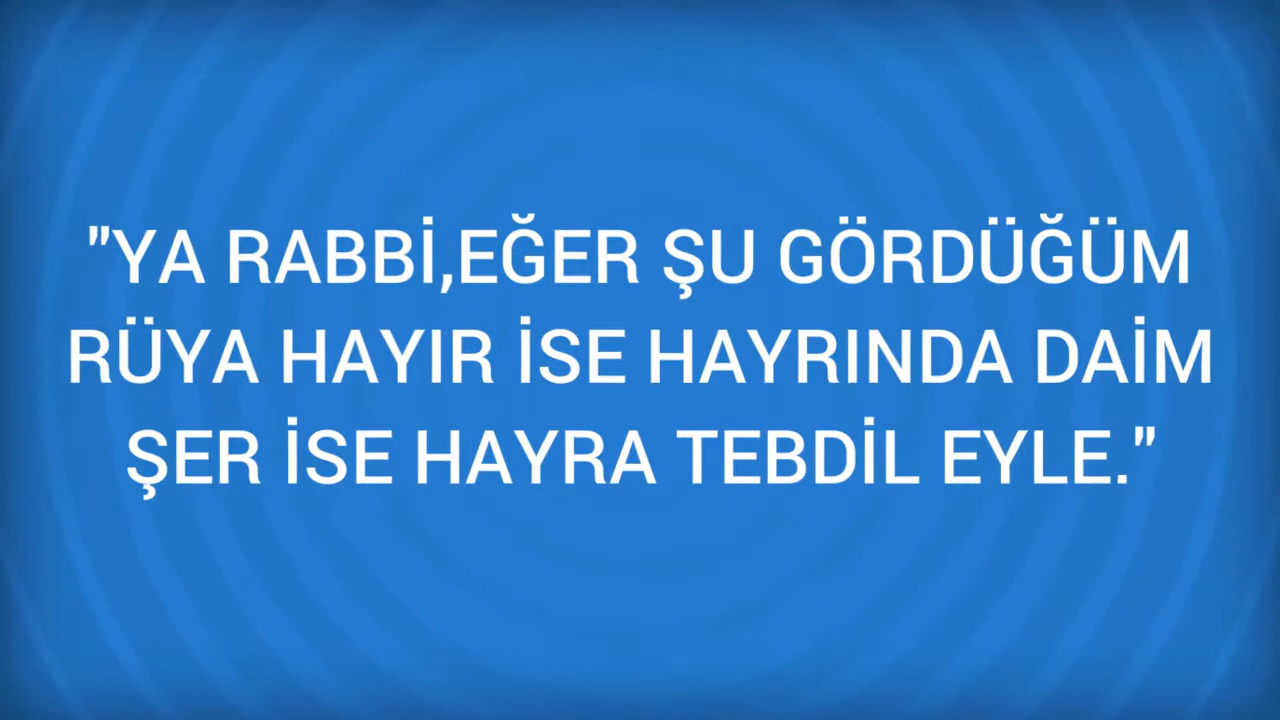 "YA RABBİ,EĞER ŞU GÖRDÜĞÜM
RÜYA HAYIR İSE HAYRINDA DAİM
ŞER İSE HAYRA TEBDİL EYLE."